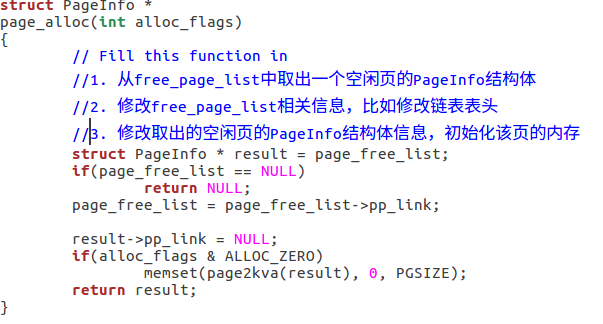 struct PageInfo *
page_alloc(int alloc_flags)
{
// Fill this function in
//1. 从free_page_list中取出一个空闲页的PageInfo结构体
//2. 修改free_page_list相关信息，比如修改链表表头
//3. 修改取出的空闲页的PageInfo结构体信息，初始化该页的内存
struct PageInfo * result = page_free_list;
if(page_free_list == NULL)
return NULL;
page_free_list = page_free_list->pp_link;
result->pp_link = NULL;
if(alloc_flags & ALLOC_ZERO)
memset(page2kva(result), 0, PGSIZE);
return result;
}